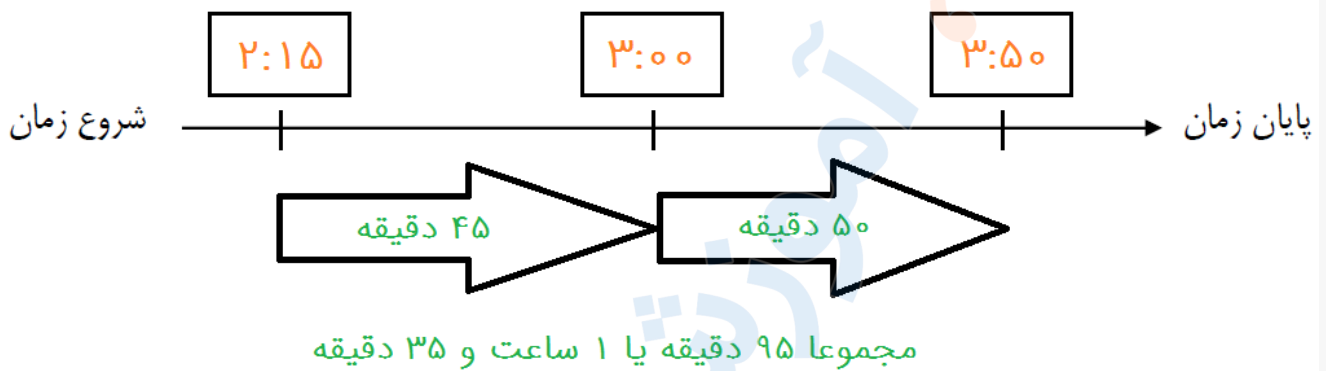 ۲:۱۵
۳:۰۰
۳:۵۰
شروع زمان
پایان زمان
۴۵ دقیقه
۵۰ دقیقه
مجموعا ۹۵ دقیقه یا ۱ ساعت و ۳۵ دقیقه